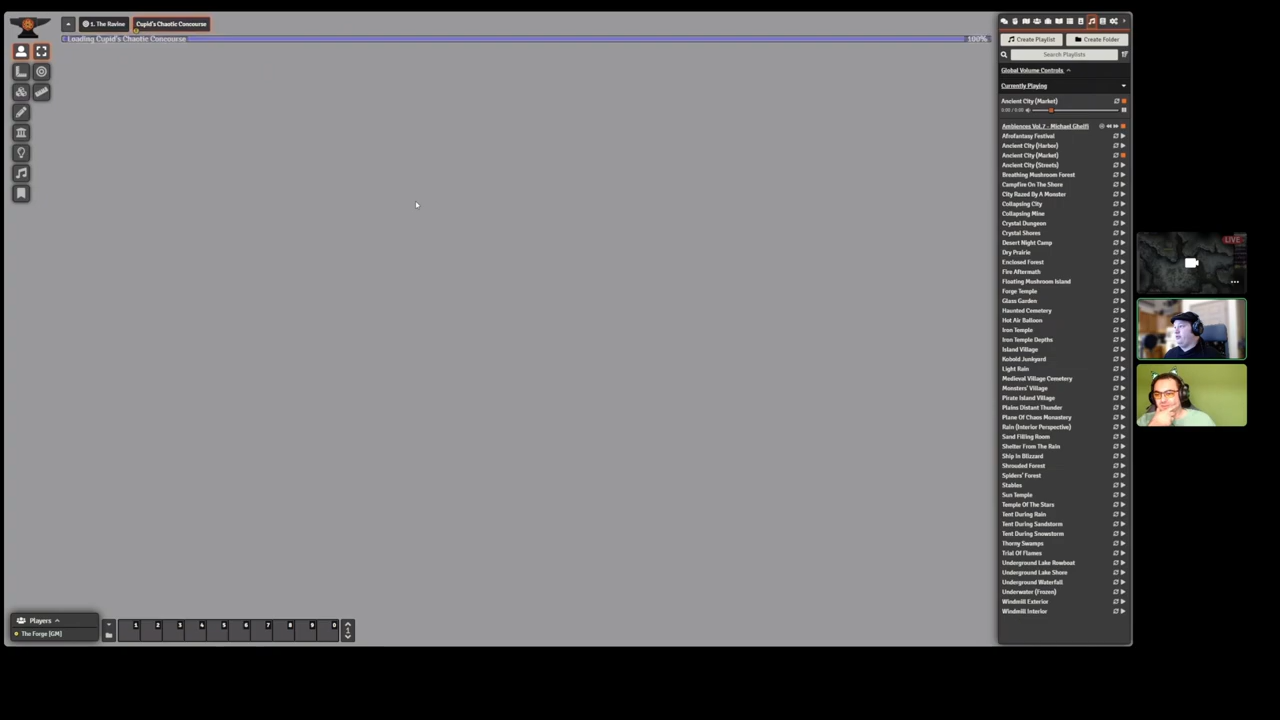 1. The Ravine
Cupid's Chaotic Concourse
Loading Cupid's Chaotic Concourse
100%
Create Playlist
Create Folder
Search Playlists
Global Volume Controls
Currently Playing
Ancient City (Market)
0:00 / 0:00
Ambiences Vol.7 - Michael Ghelfi
Afrofantasy Festival
Ancient City (Harbor)
Ancient City (Market)
Ancient City (Streets)
Breathing Mushroom Forest
Campfire On The Shore
City Razed By A Monster
Collapsing City
Collapsing Mine
Crystal Dungeon
Crystal Shores
Desert Night Camp
Dry Prairie
Enclosed Forest
Fire Aftermath
Floating Mushroom Island
Forge Temple
Glass Garden
Haunted Cemetery
Hot Air Balloon
Iron Temple
Iron Temple Depths
Island Village
Kobold Junkyard
Light Rain
Medieval Village Cemetery
Monsters' Village
Pirate Island Village
Plains Distant Thunder
Plane Of Chaos Monastery
Rain (Interior Perspective)
Sand Filling Room
Shelter From The Rain
Ship In Blizzard
Shrouded Forest
Spiders' Forest
Stables
Sun Temple
Temple Of The Stars
Tent During Rain
Tent During Sandstorm
Tent During Snowstorm
Thorny Swamps
Trial Of Flames
Underground Lake Rowboat
Underground Lake Shore
Underground Waterfall
Underwater (Frozen)
Windmill Exterior
Windmill Interior
LIVE
Players
The Forge [GM]
1 2 3 4 5 6 7 8 9 0
1